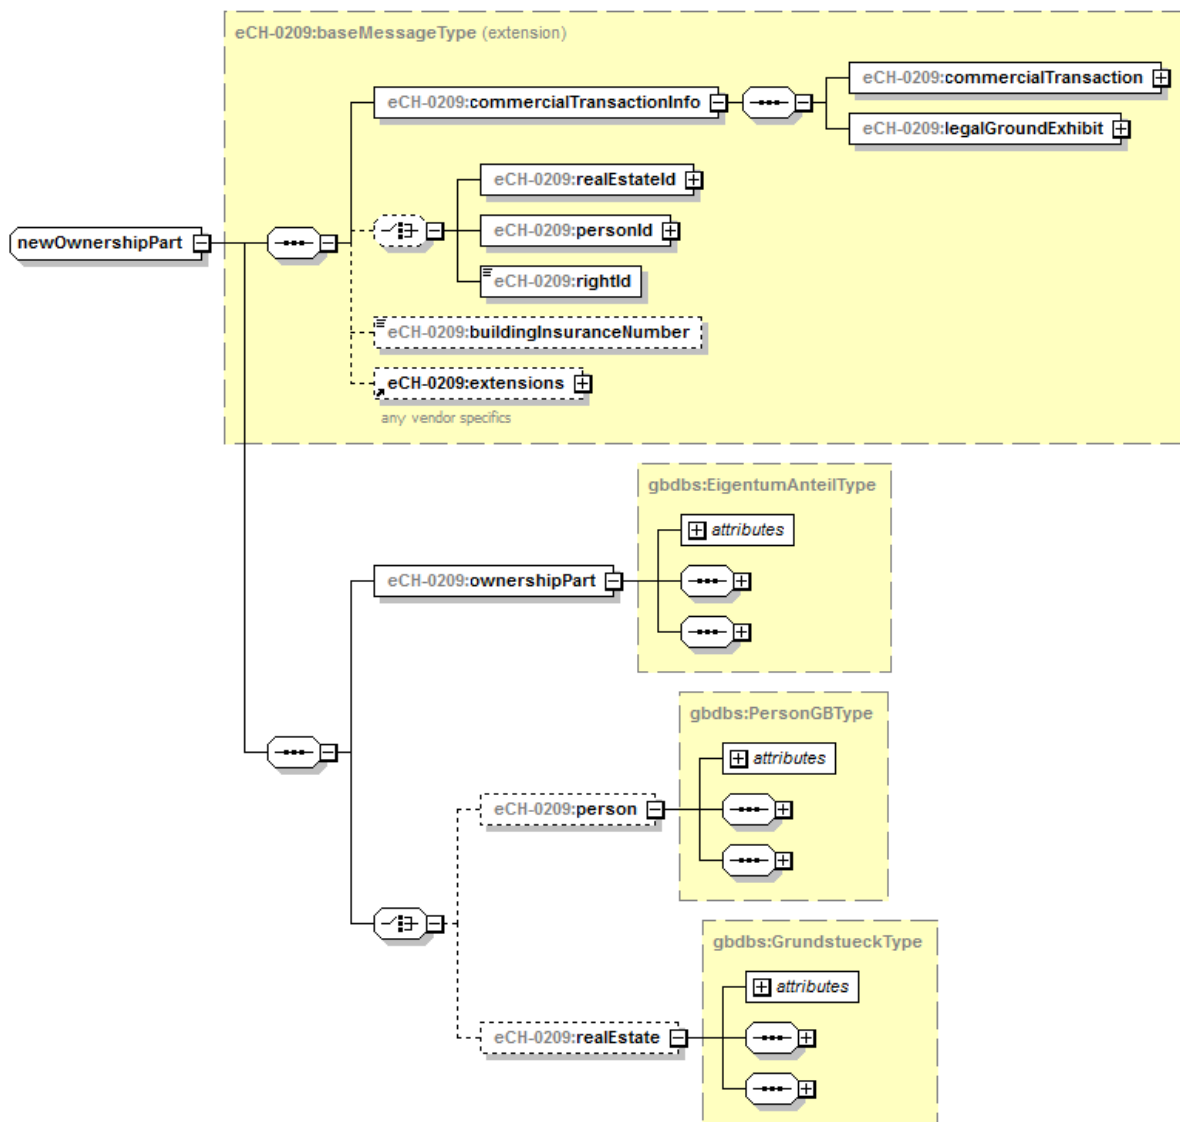 eCH-0209:baseMessageType (extension)
eCH-0209:commercialTransactionInfo
eCH-0209:commercialTransaction
eCH-0209:legalGroundExhibit
eCH-0209:realEstateId
newOwnershipPart
eCH-0209:personId
eCH-0209:rightId
eCH-0209:buildingInsuranceNumber
eCH-0209:extensions
any vendor specifics
gbdbs:EigentumAnteilType
attributes
eCH-0209:ownershipPart
gbdbs:PersonGBType
attributes
eCH-0209:person
gbdbs:GrundstueckType
attributes
eCH-0209:realEstate